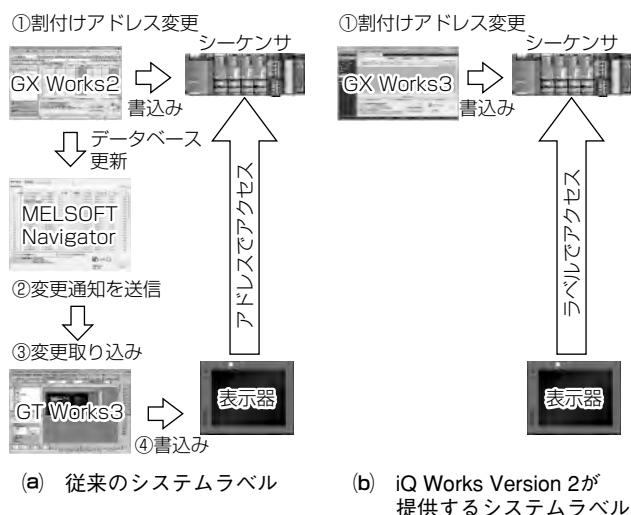 ①割付けアドレス変更
シーケンサ
GX Works2
書込み
データベース
更新
MELSOFT
Navigator
②変更通知を送信
③変更取り込み
GT Works3
④書込み
アドレスでアクセス
表示器
(a) 従来のシステムラベル
①割付けアドレス変更
シーケンサ
GX Works3
書込み
ラベルでアクセス
表示器
(b) iQ Works Version 2が
提供するシステムラベル